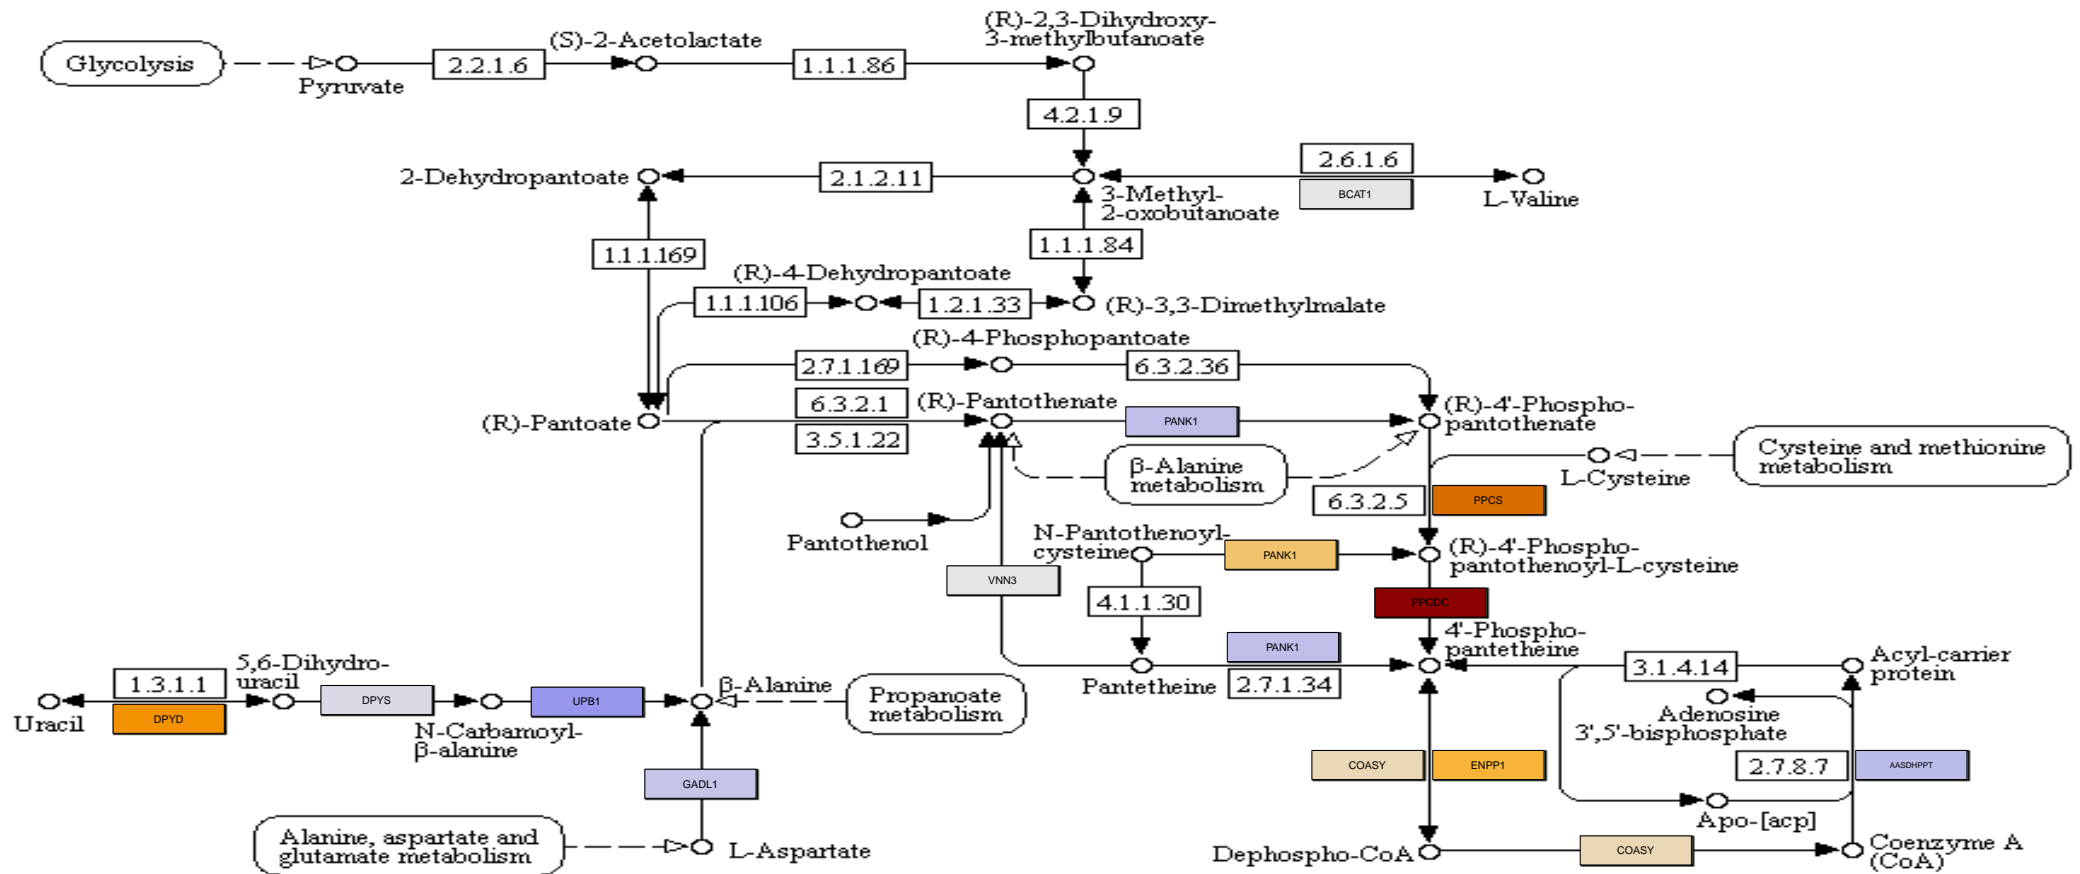 Glycolysis
Pyruvate
2.2.1.6
(S)-2-Acetolactate
1.1.1.86
(R)-2,3-Dihydroxy-
3-methylbutanoate
4.2.1.9
2-Dehydropantoate
2.1.2.11
3-Methyl-
2-oxobutanoate
2.6.1.6
BCAT1
L-Valine
1.1.1.169
1.1.1.84
(R)-4-Dehydropantoate
1.1.1.106
1.2.1.33
(R)-3,3-Dimethylmalate
(R)-4-Phosphopantoate
2.7.1.169
6.3.2.36
(R)-Pantoate
6.3.2.1
3.5.1.22
(R)-Pantothenate
PANK1
(R)-4'-Phospho-
pantothenate
β-Alanine
metabolism
Cysteine and methionine
metabolism
L-Cysteine
6.3.2.5
PPCS
Pantothenol
N-Pantothenoyl-
cysteine
PANK1
(R)-4'-Phospho-
pantothenoyl-L-cysteine
VNN3
4.1.1.30
PPCDC
4'-Phospho-
pantetheine
PANK1
2.7.1.34
Pantetheine
3.1.4.14
Acyl-carrier
protein
1.3.1.1
DPYD
Uracil
5,6-Dihydro-
uracil
DPYS
N-Carbamoyl-
β-alanine
UPB1
β-Alanine
Propanoate
metabolism
Adenosine
3',5'-bisphosphate
COASY
ENPP1
2.7.8.7
AASDHPPT
GADL1
Apo-[acp]
Alanine, aspartate and
glutamate metabolism
L-Aspartate
Dephospho-CoA
COASY
Coenzyme A
(CoA)